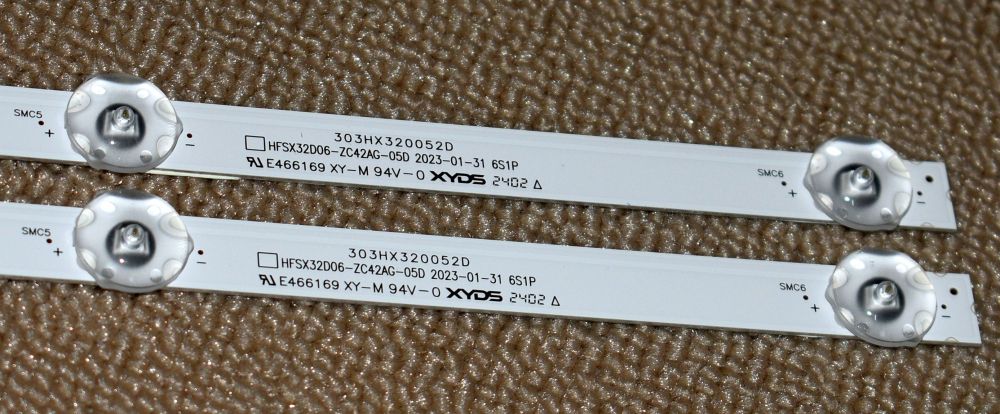 SMC5
+
-
303HX320052D
HFSX32D06-ZC42AG-05D 2023-01-31 6S1P
E466169 XY-M 94V-0 XYDS 2402 Δ
SMC6
+
-
SMC5
+
-
303HX320052D
HFSX32D06-ZC42AG-05D 2023-01-31 6S1P
E466169 XY-M 94V-0 XYDS 2402 Δ
SMC6
+
-